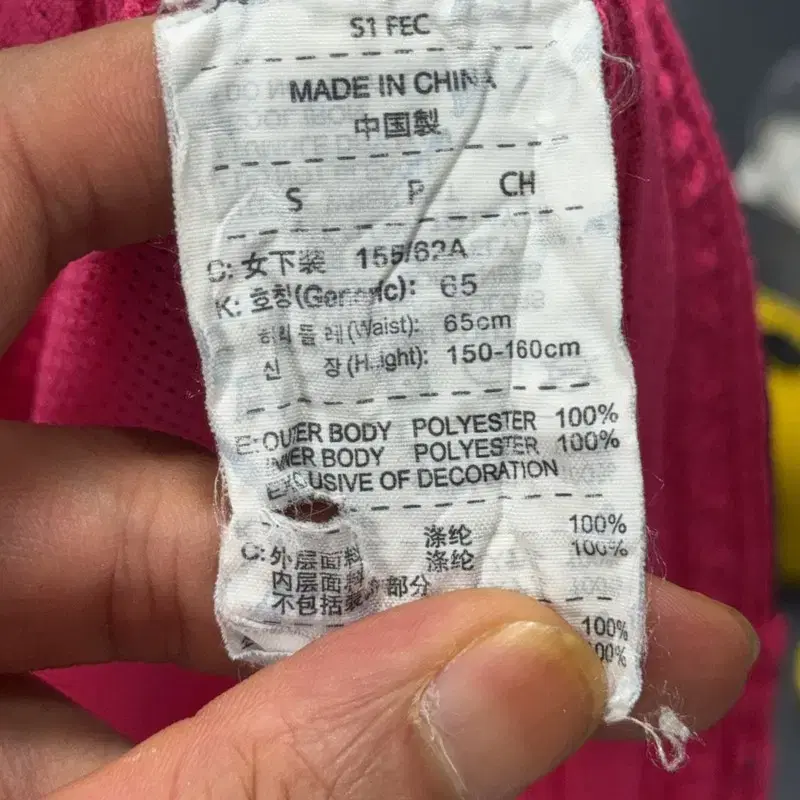 S1 FEC
MADE IN CHINA
中国製
S P CH
C: 女下装 155/62A
K: 호칭(Generic): 65
허리둘레(Waist): 65cm
신 장(Height): 150-160cm
E: OUTER BODY POLYESTER 100%
INNER BODY POLYESTER 100%
EXCLUSIVE OF DECORATION
C: 外层面料 涤纶 100%
内层面料 涤纶 100%
不包括装饰部分
100%
100%